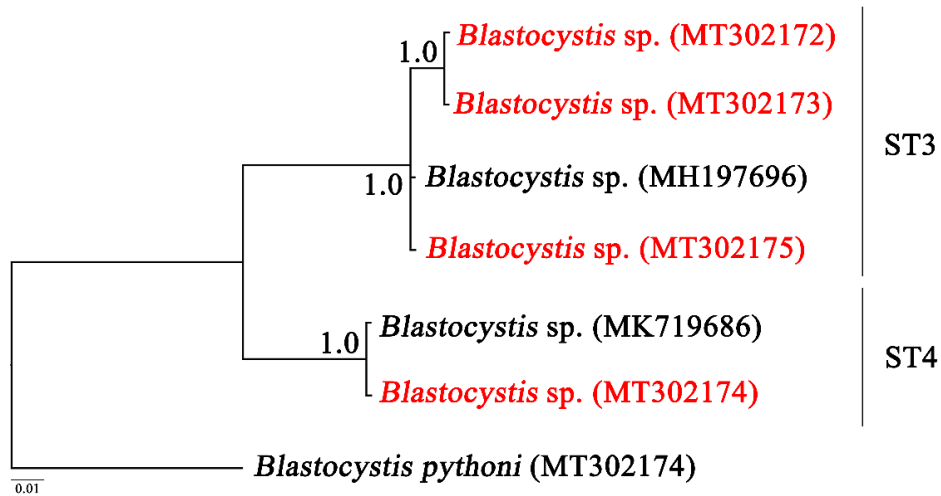 1.0
Blastocystis sp. (MT302172)
Blastocystis sp. (MT302173)
ST3
1.0
Blastocystis sp. (MH197696)
Blastocystis sp. (MT302175)
1.0
Blastocystis sp. (MK719686)
ST4
Blastocystis sp. (MT302174)
Blastocystis pythoni (MT302174)
0.01